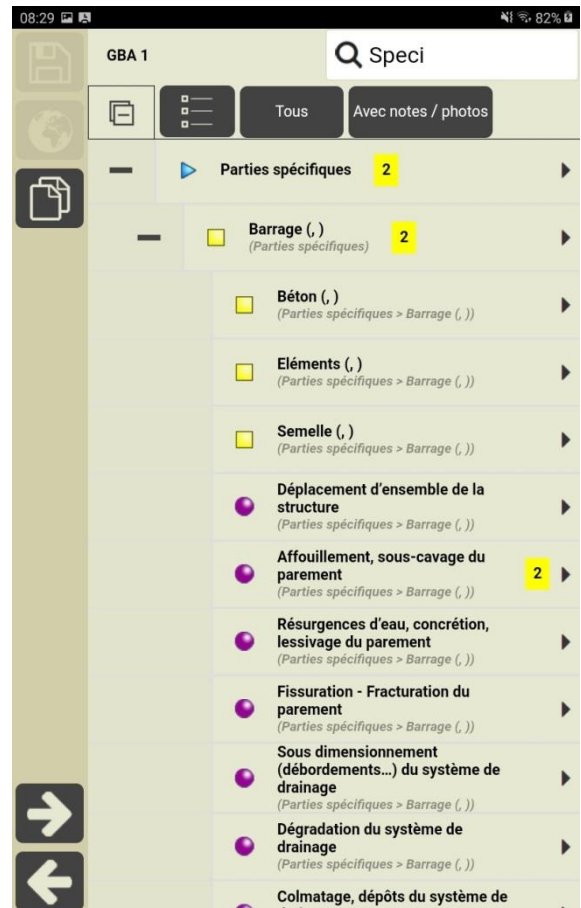 08:29 82%
GBA 1 Speci
Tous Avec notes / photos
Parties spécifiques 2
Barrage (, ) 2
(Parties spécifiques)
Béton (, )
(Parties spécifiques > Barrage (, ))
Eléments (, )
(Parties spécifiques > Barrage (, ))
Semelle (, )
(Parties spécifiques > Barrage (, ))
Déplacement d’ensemble de la
structure
(Parties spécifiques > Barrage (, ))
Affouillement, sous-cavage du
parement 2
(Parties spécifiques > Barrage (, ))
Résurgences d’eau, concrétion,
lessivage du parement
(Parties spécifiques > Barrage (, ))
Fissuration - Fracturation du
parement
(Parties spécifiques > Barrage (, ))
Sous dimensionnement
(débordements…) du système de
drainage
(Parties spécifiques > Barrage (, ))
Dégradation du système de
drainage
(Parties spécifiques > Barrage (, ))
Colmatage, dépôts du système de